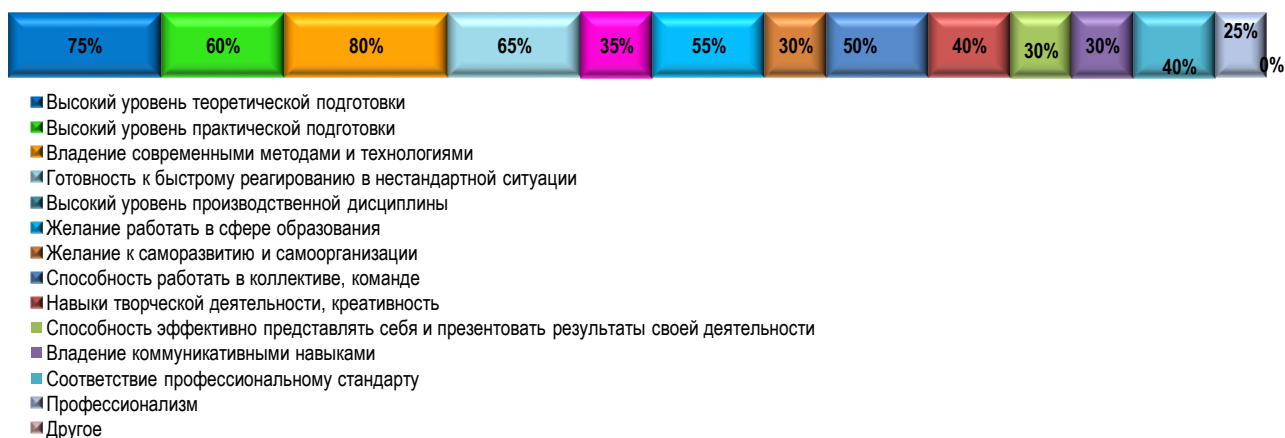 75% 60% 80% 65% 35% 55% 30% 50% 40% 30% 30% 40% 25% 0%
Высокий уровень теоретической подготовки
Высокий уровень практической подготовки
Владение современными методами и технологиями
Готовность к быстрому реагированию в нестандартной ситуации
Высокий уровень производственной дисциплины
Желание работать в сфере образования
Желание к саморазвитию и самоорганизации
Способность работать в коллективе, команде
Навыки творческой деятельности, креативность
Способность эффективно представлять себя и презентовать результаты своей деятельности
Владение коммуникативными навыками
Соответствие профессиональному стандарту
Профессионализм
Другое